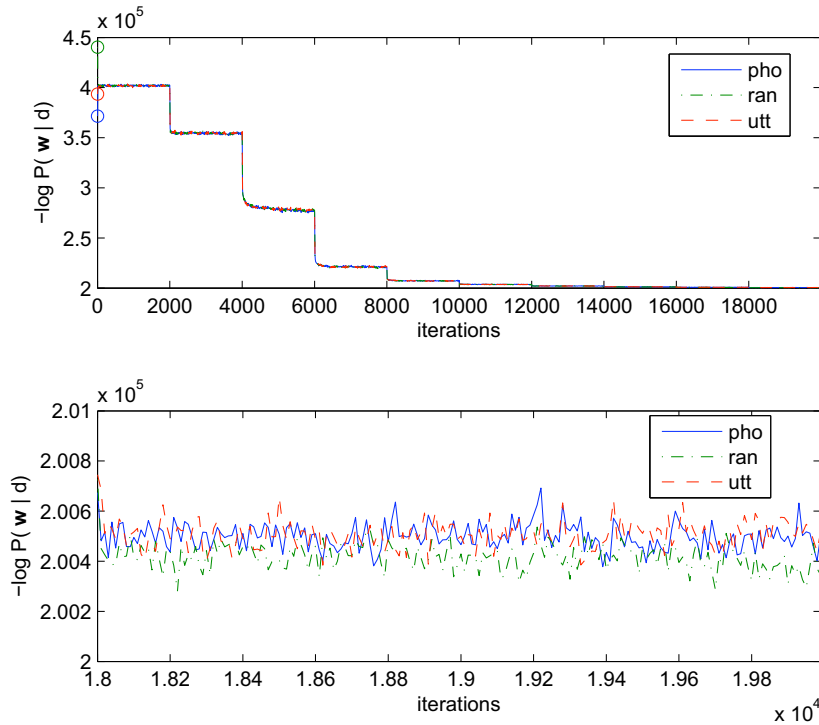 x 10^5
4.5
4
3.5
3
2.5
2
−log P( w | d)
0 2000 4000 6000 8000 10000 12000 14000 16000 18000
iterations
pho
ran
utt
x 10^5
2.01
2.008
2.006
2.004
2.002
2
−log P( w | d)
1.8 1.82 1.84 1.86 1.88 1.9 1.92 1.94 1.96 1.98
iterations
x 10^4
pho
ran
utt